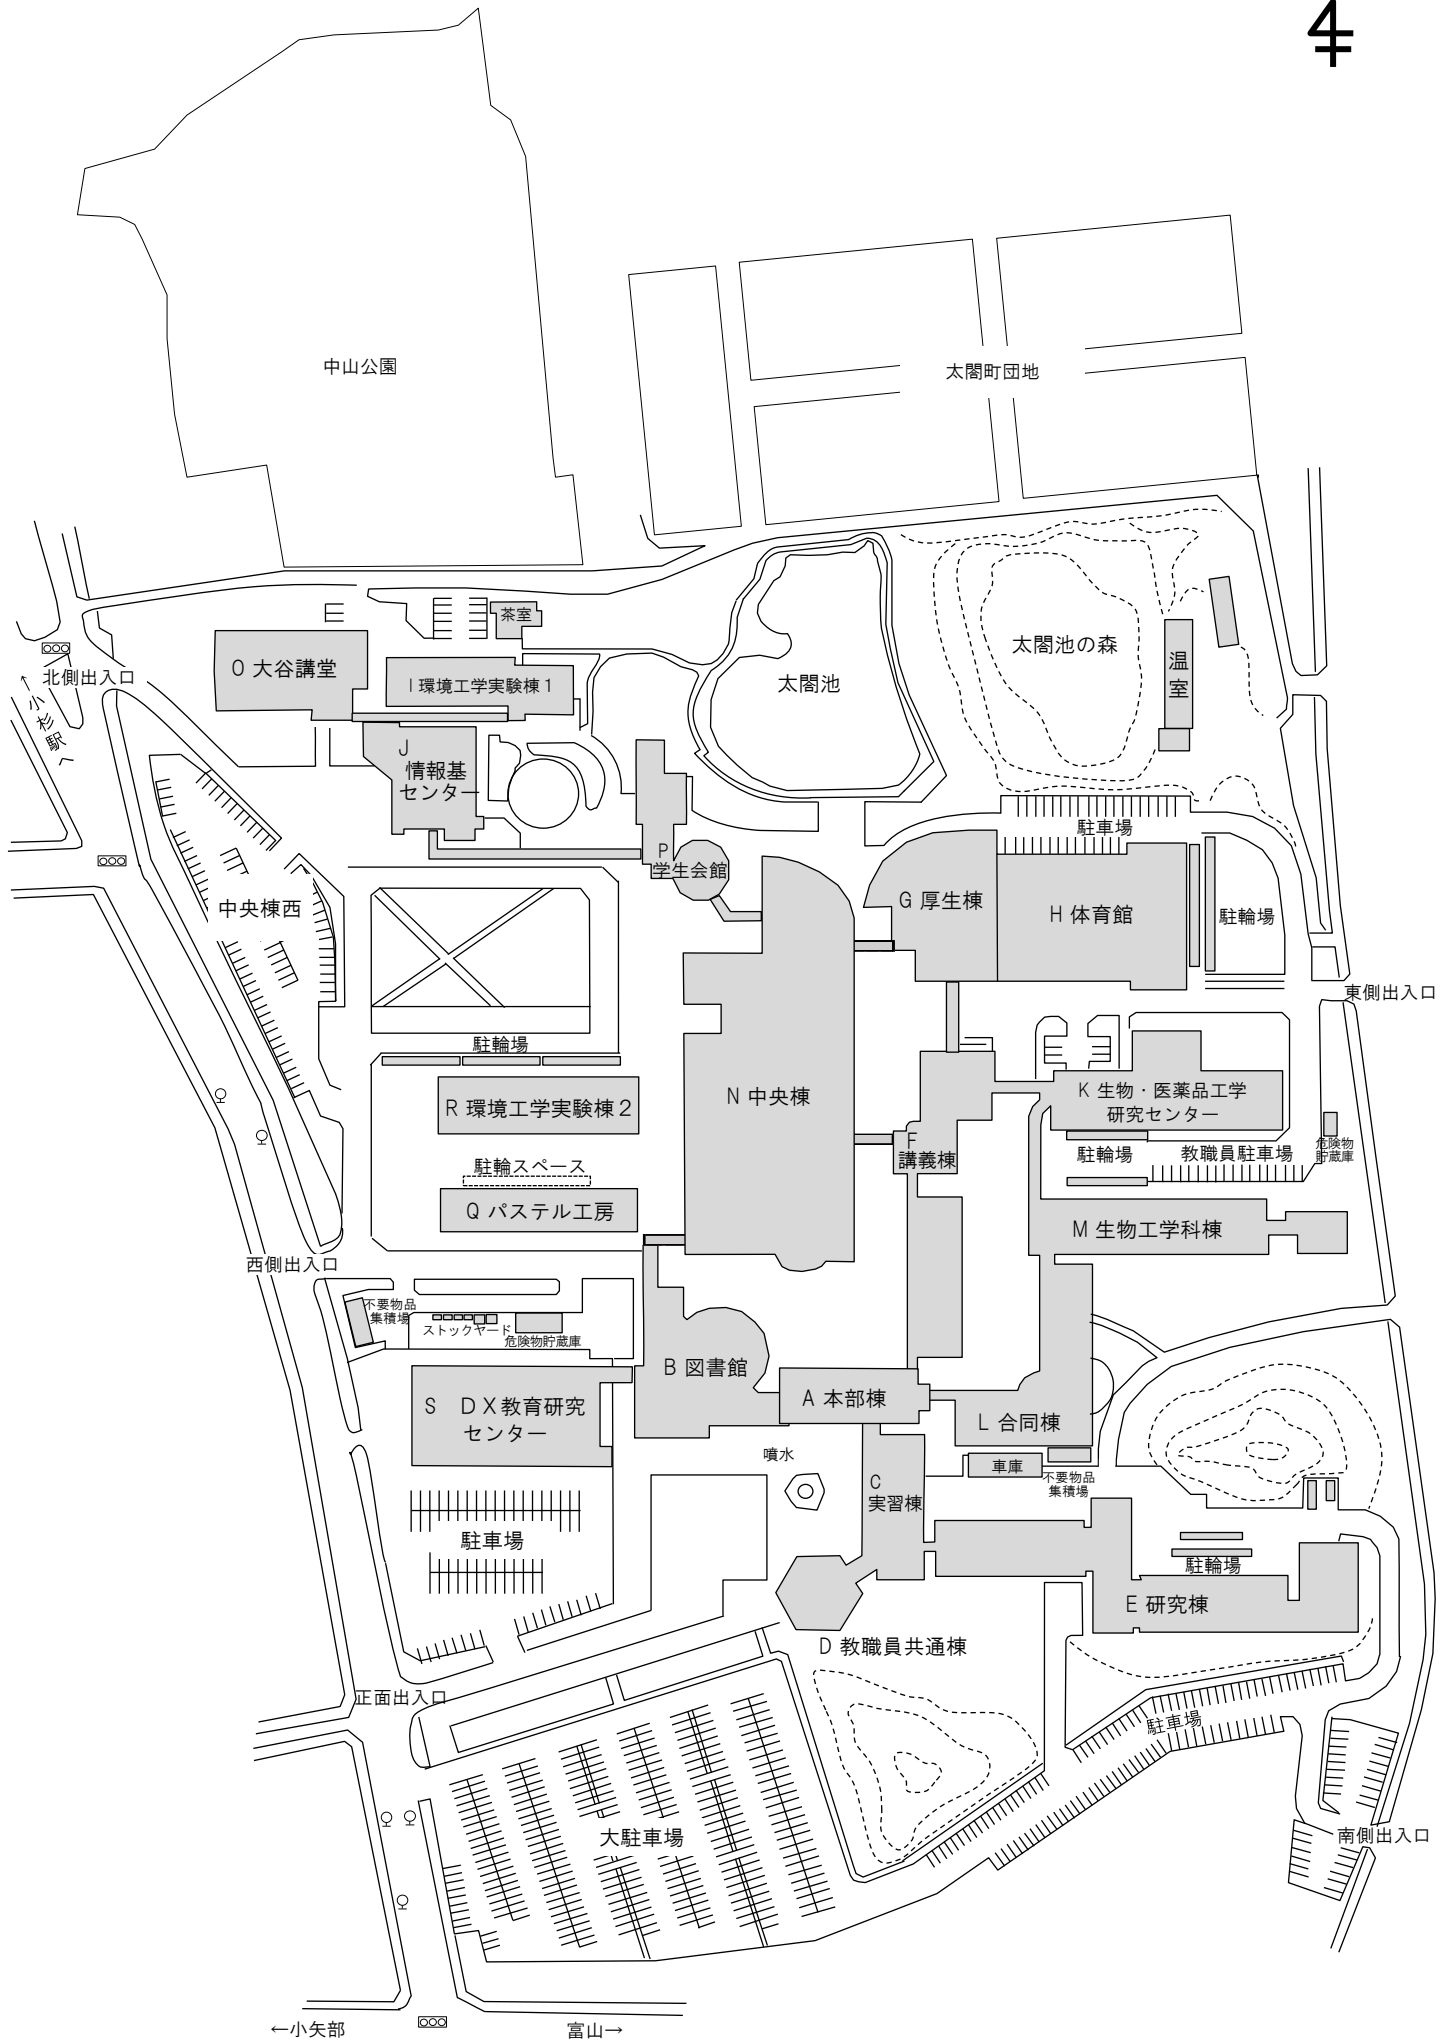 中山公園
太閤町団地
茶室
O 大谷講堂
I 環境工学実験棟1
太閤池
太閤池の森
温
室
北側出入口
←小杉駅へ
J
情報基
センター
P
学生会館
駐車場
G 厚生棟
H 体育館
駐輪場
中央棟西
東側出入口
駐輪場
R 環境工学実験棟2
N 中央棟
K 生物・医薬品工学
研究センター
F
講義棟
駐輪場
教職員駐車場
危険物
貯蔵庫
駐輪スペース
Q パステル工房
M 生物工学科棟
西側出入口
不要物品
集積場
ストックヤード
危険物貯蔵庫
B 図書館
A 本部棟
S DX教育研究
センター
L 合同棟
噴水
車庫
不要物品
集積場
C
実習棟
駐車場
駐輪場
E 研究棟
D 教職員共通棟
正面出入口
駐車場
大駐車場
南側出入口
←小矢部
富山→